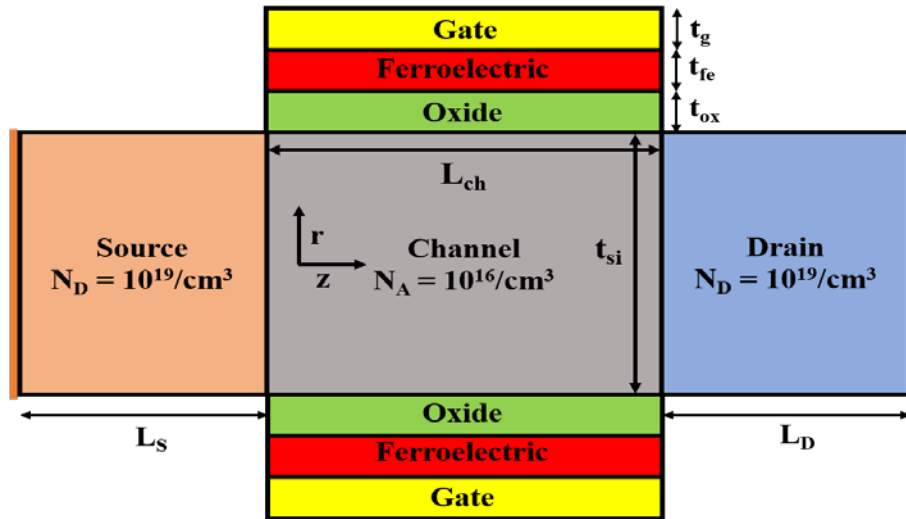 Gate
t_g
Ferroelectric
t_fe
Oxide
t_ox
L_ch
Source
N_D = 10^19/cm^3
r
z
Channel
N_A = 10^16/cm^3
t_si
Drain
N_D = 10^19/cm^3
Oxide
L_S
Ferroelectric
L_D
Gate